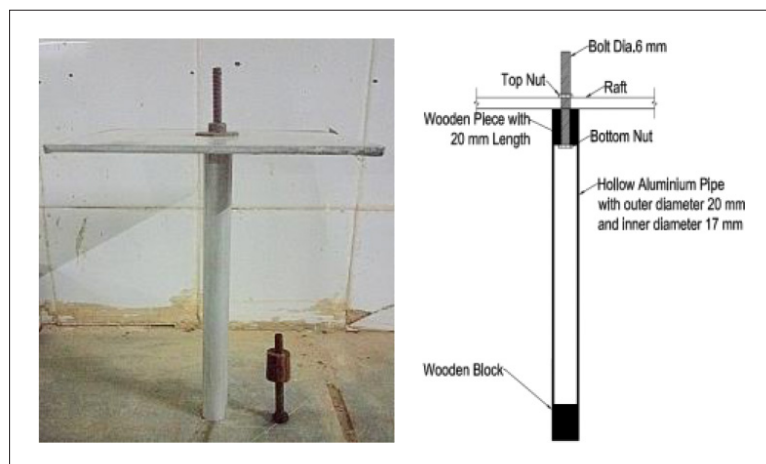 Bolt Dia.6 mm
Top Nut
Raft
Wooden Piece with
20 mm Length
Bottom Nut
Hollow Aluminium Pipe
with outer diameter 20 mm
and inner diameter 17 mm
Wooden Block